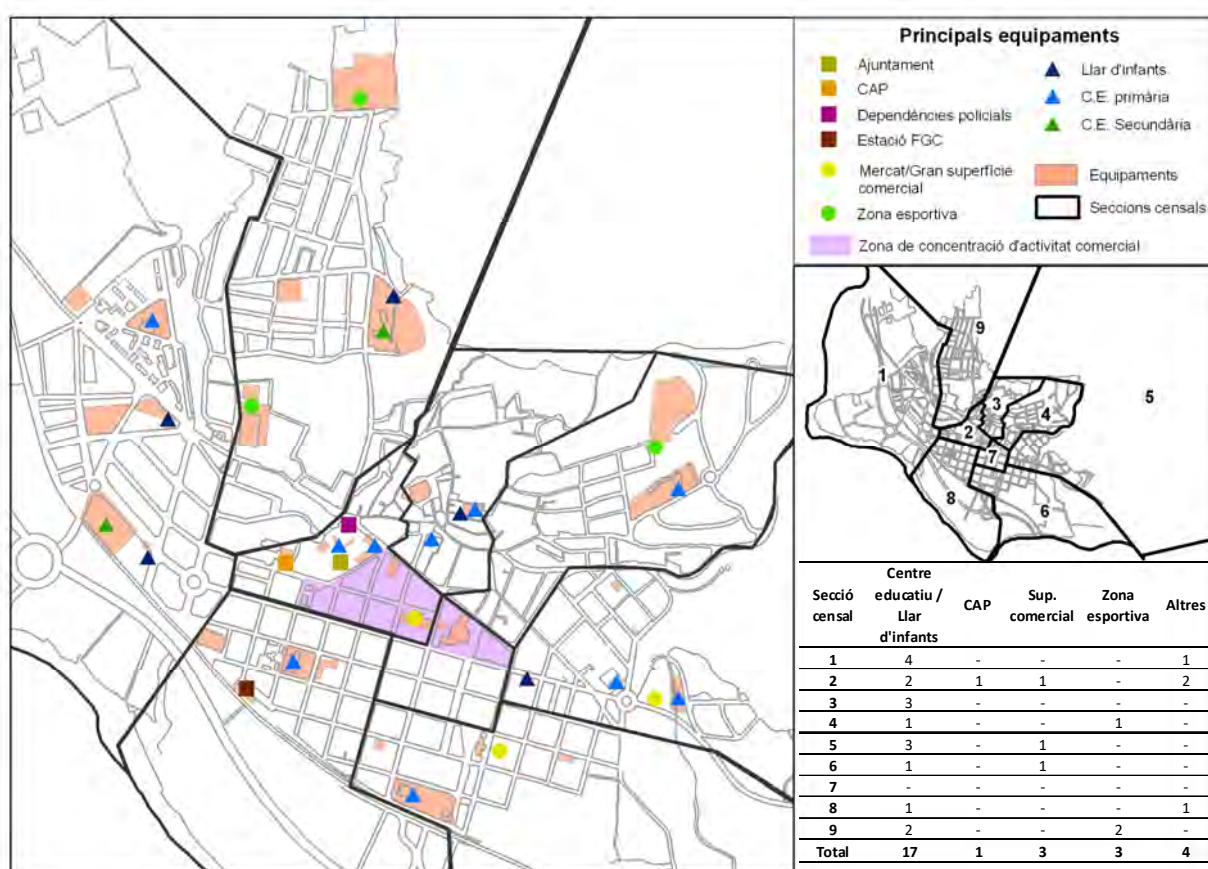 Principals equipaments
Ajuntament
CAP
Dependències policials
Estació FGC
Mercat/Gran superfície
comercial
Zona esportiva
Zona de concentració d'activitat comercial
Llar d'infants
C.E. primària
C.E. Secundària
Equipaments
Seccions censals
9
1
3
4
5
2
7
8
6
Secció censal Centre educatiu / Llar d'infants CAP Sup. comercial Zona esportiva Altres
1 4 - - - 1
2 2 1 1 - 2
3 3 - - - -
4 1 - - 1 -
5 3 - 1 - -
6 1 - 1 - -
7 - - - - -
8 1 - - - 1
9 2 - - 2 -
Total 17 1 3 3 4